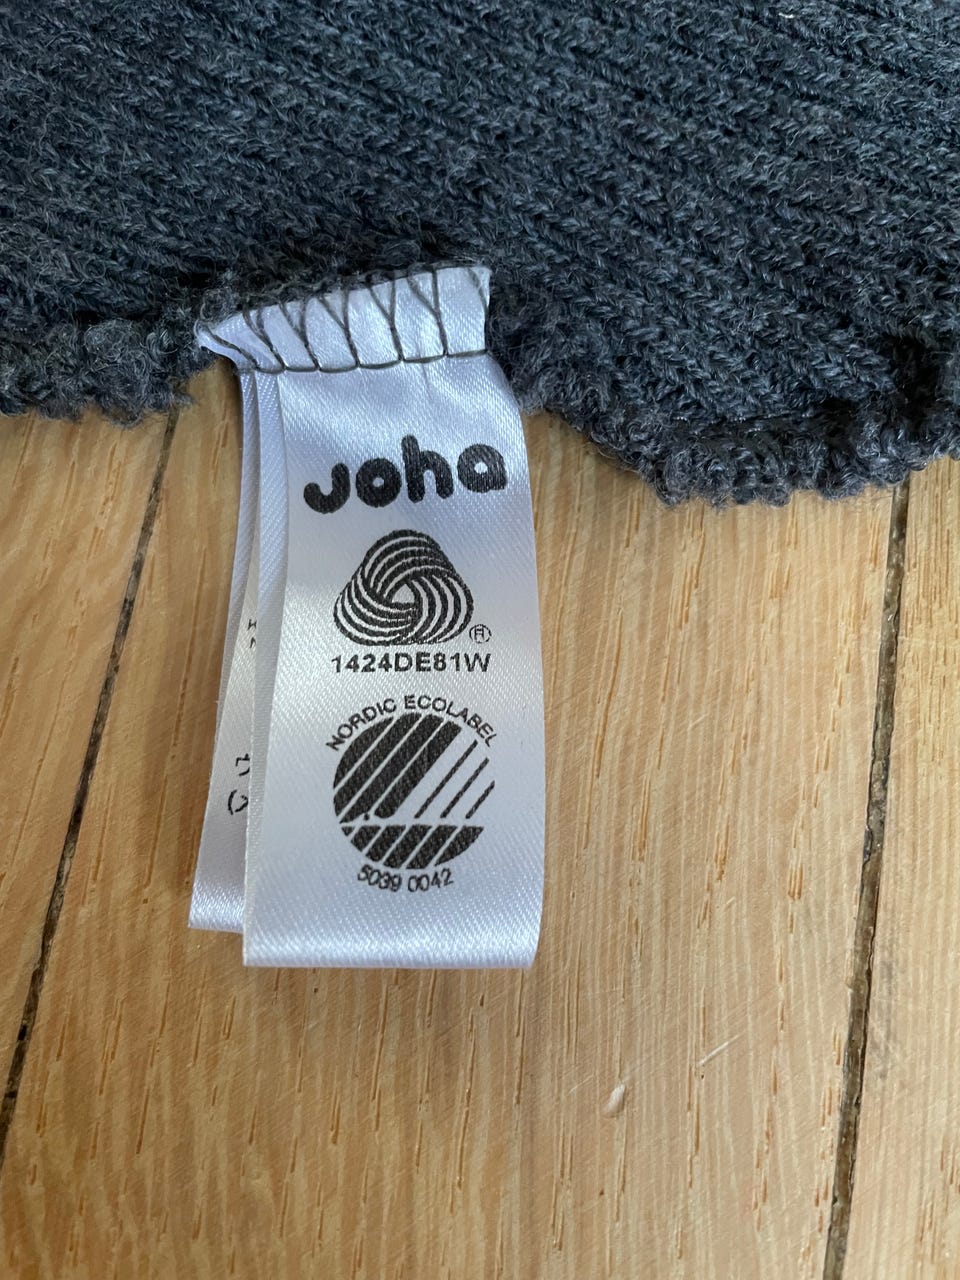 joha
®
1424DE81W
NORDIC ECOLABEL
5039 0042